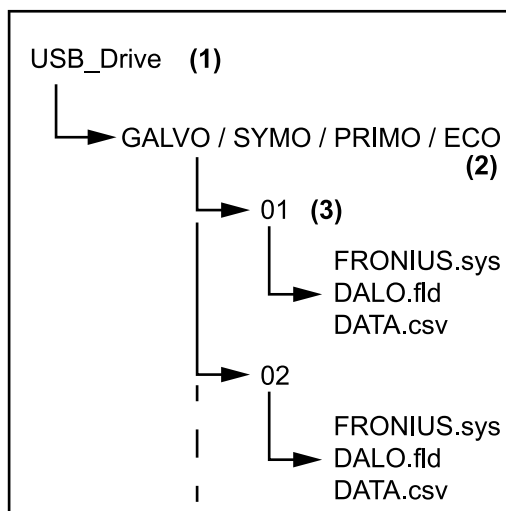 USB_Drive (1)
GALVO / SYMO / PRIMO / ECO
(2)
01 (3)
FRONIUS.sys
DALO.fld
DATA.csv
02
FRONIUS.sys
DALO.fld
DATA.csv